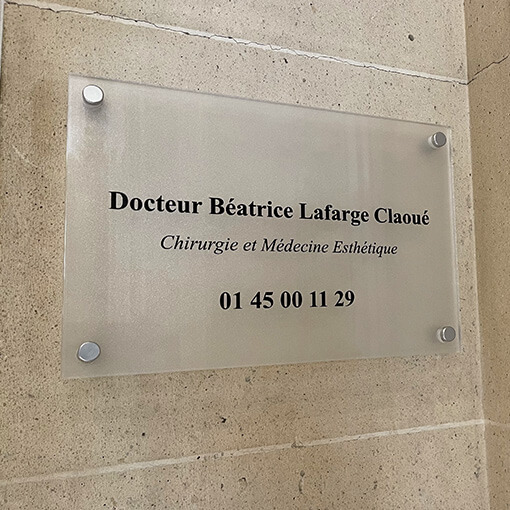 Docteur Béatrice Lafarge Claoué
Chirurgie et Médecine Esthétique
01 45 00 11 29